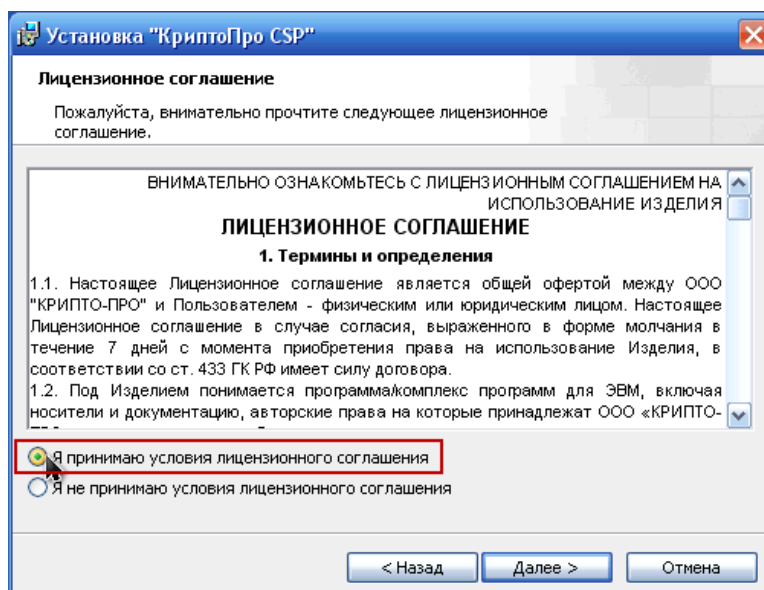 Установка "КриптоПро CSP"
Лицензионное соглашение
Пожалуйста, внимательно прочтите следующее лицензионное
соглашение.
ВНИМАТЕЛЬНО ОЗНАКОМЬТЕСЬ С ЛИЦЕНЗИОННЫМ СОГЛАШЕНИЕМ НА
ИСПОЛЬЗОВАНИЕ ИЗДЕЛИЯ
ЛИЦЕНЗИОННОЕ СОГЛАШЕНИЕ
1. Термины и определения
1.1. Настоящее Лицензионное соглашение является общей офертой между ООО
"КРИПТО-ПРО" и Пользователем - физическим или юридическим лицом. Настоящее
Лицензионное соглашение в случае согласия, выраженного в форме молчания в
течение 7 дней с момента приобретения права на использование Изделия, в
соответствии со ст. 433 ГК РФ имеет силу договора.
1.2. Под Изделием понимается программа/комплекс программ для ЭВМ, включая
носители и документацию, авторские права на которые принадлежат ООО «КРИПТО-
Я принимаю условия лицензионного соглашения
Я не принимаю условия лицензионного соглашения
< Назад
Далее >
Отмена